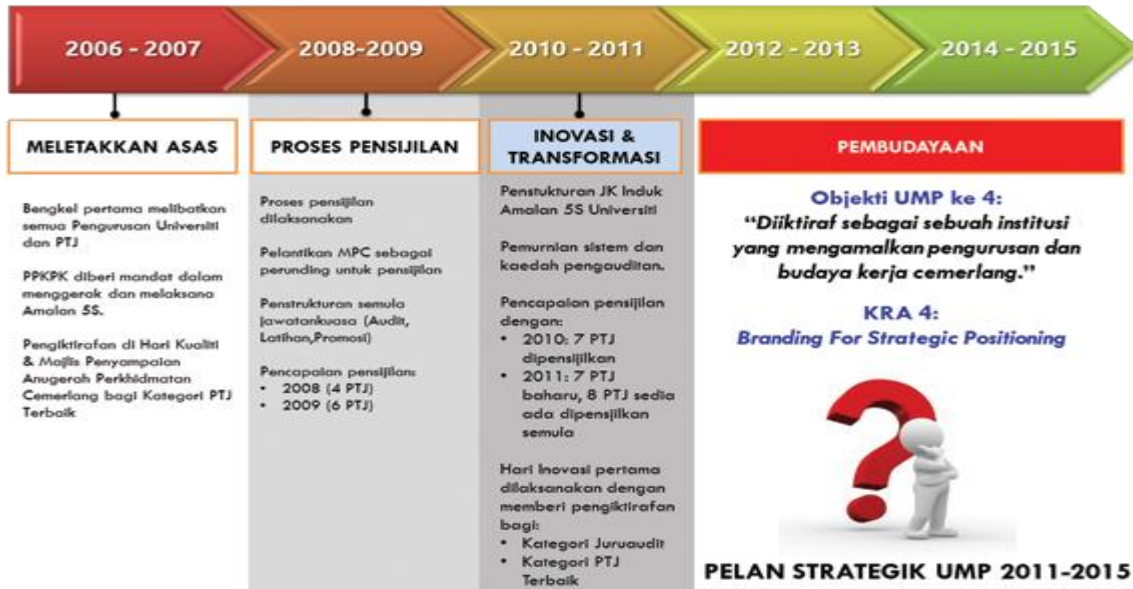 2006 - 2007
2008-2009
2010 - 2011
2012 - 2013
2014 - 2015
MELETAKKAN ASAS
Bengkel pertama melibatkan
semua Pengurusan Universiti
dan PTJ
PPKPK diberi mandat dalam
menggerak dan melaksana
Amalan 5S.
Pengiktirafan di Hari Kualiti
& Majlis Penyampaian
Anugerah Perkhidmatan
Cemerlang bagi Kategori PTJ
Terbaik
PROSES PENSIJILAN
Proses pensijilan
dilaksanakan
Pelantikan MPC sebagai
perunding untuk pensijilan
Penstrukturan semula
jawatankuasa (Audit,
Latihan,Promosi)
Pencapaian pensijilan:
• 2008 (4 PTJ)
• 2009 (6 PTJ)
INOVASI &
TRANSFORMASI
Penstukturan JK Induk
Amalan 5S Universiti
Pemurnian sistem dan
kaedah pengauditan.
Pencapaian pensijilan
dengan:
• 2010: 7 PTJ
dipensijilkan
• 2011: 7 PTJ
baharu, 8 PTJ sedia
ada dipensjilkan
semula
Hari Inovasi pertama
dilaksanakan dengan
memberi pengiktirafan
bagi:
• Kategori Juruaudit
• Kategori PTJ
Terbaik
PEMBUDAYAAN
Objekti UMP ke 4:
“Diiktiraf sebagai sebuah institusi
yang mengamalkan pengurusan dan
budaya kerja cemerlang.”
KRA 4:
Branding For Strategic Positioning
PELAN STRATEGIK UMP 2011-2015